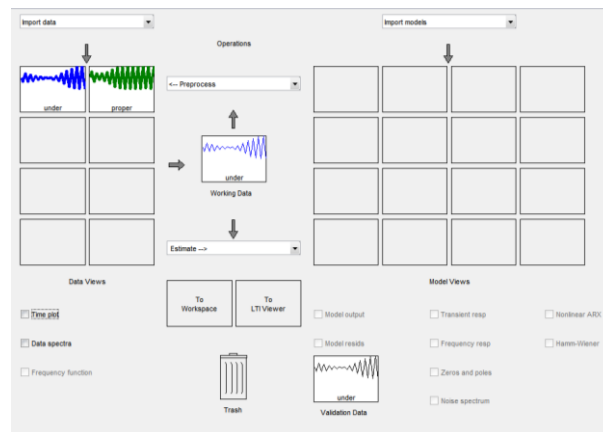 Import data
Import models
Operations
<-- Preprocess
under
proper
under
Working Data
Estimate -->
Data Views
Model Views
To
Workspace
To
LTI Viewer
Time plot
Data spectra
Frequency function
Model output
Transient resp
Nonlinear ARX
Model resids
Frequency resp
Hamm-Wiener
Zeros and poles
Noise spectrum
Trash
under
Validation Data